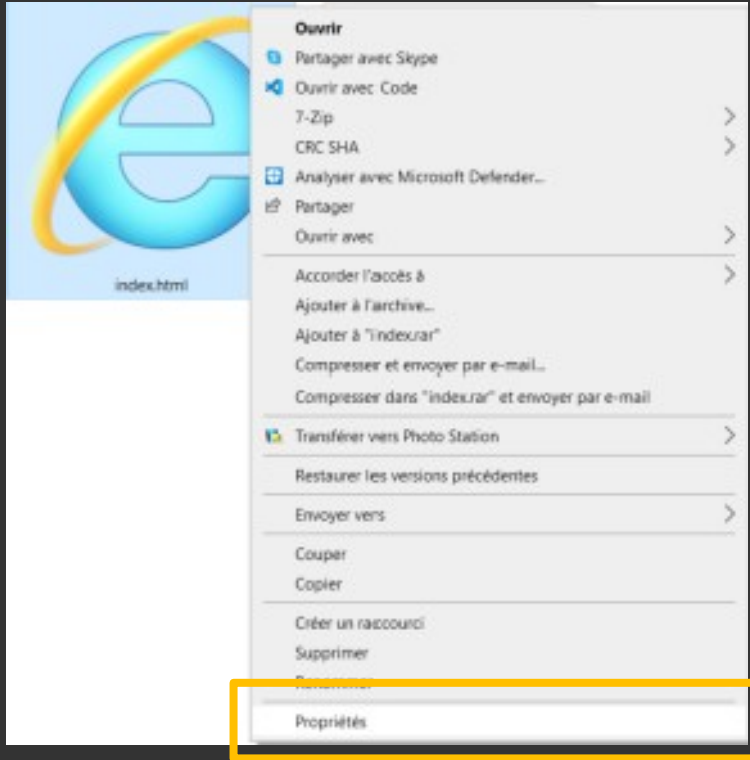 index.html
Ouvrir
Partager avec Skype
Ouvrir avec Code
7-Zip
CRC SHA
Analyser avec Microsoft Defender...
Partager
Ouvrir avec
Accorder l'accès à
Ajouter à l'archive...
Ajouter à "index.rar"
Compresser et envoyer par e-mail...
Compresser dans "index.rar" et envoyer par e-mail
Transférer vers Photo Station
Restaurer les versions précédentes
Envoyer vers
Couper
Copier
Créer un raccourci
Supprimer
Renommer
Propriétés